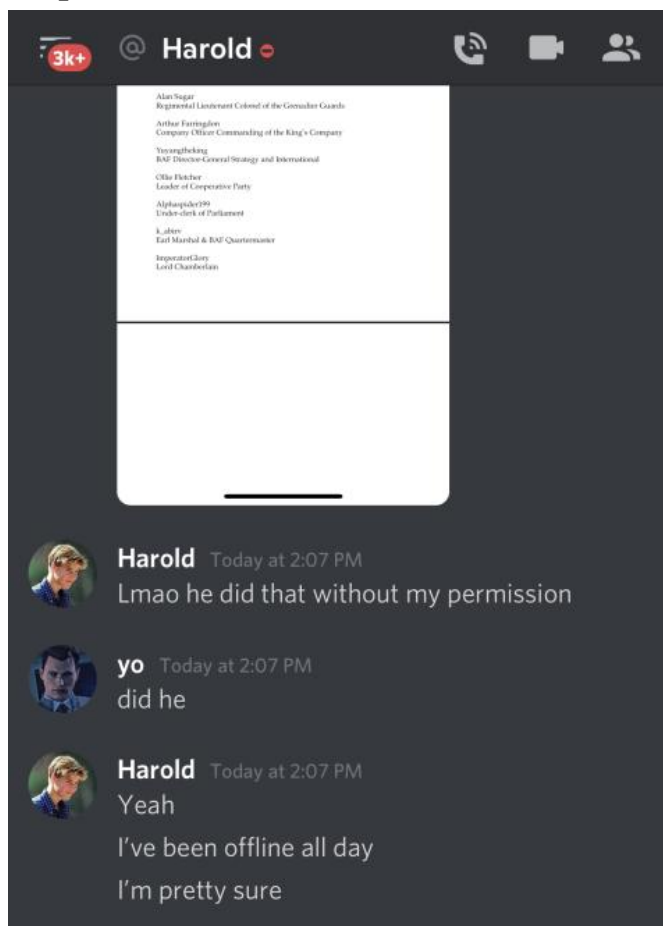 3k+
@ Harold
Alan Sugar
Regimental Lieutenant Colonel of the Grenadier Guards
Arthur Farringdon
Company Officer Commanding of the King's Company
Yuyangtheking
BAF Director-General Strategy and International
Ollie Fletcher
Leader of Cooperative Party
Alphaspider199
Under-clerk of Parliament
k_abirv
Earl Marshal & BAF Quartermaster
ImperatorGlory
Lord Chamberlain
Harold Today at 2:07 PM
Lmao he did that without my permission
yo Today at 2:07 PM
did he
Harold Today at 2:07 PM
Yeah
I've been offline all day
I'm pretty sure